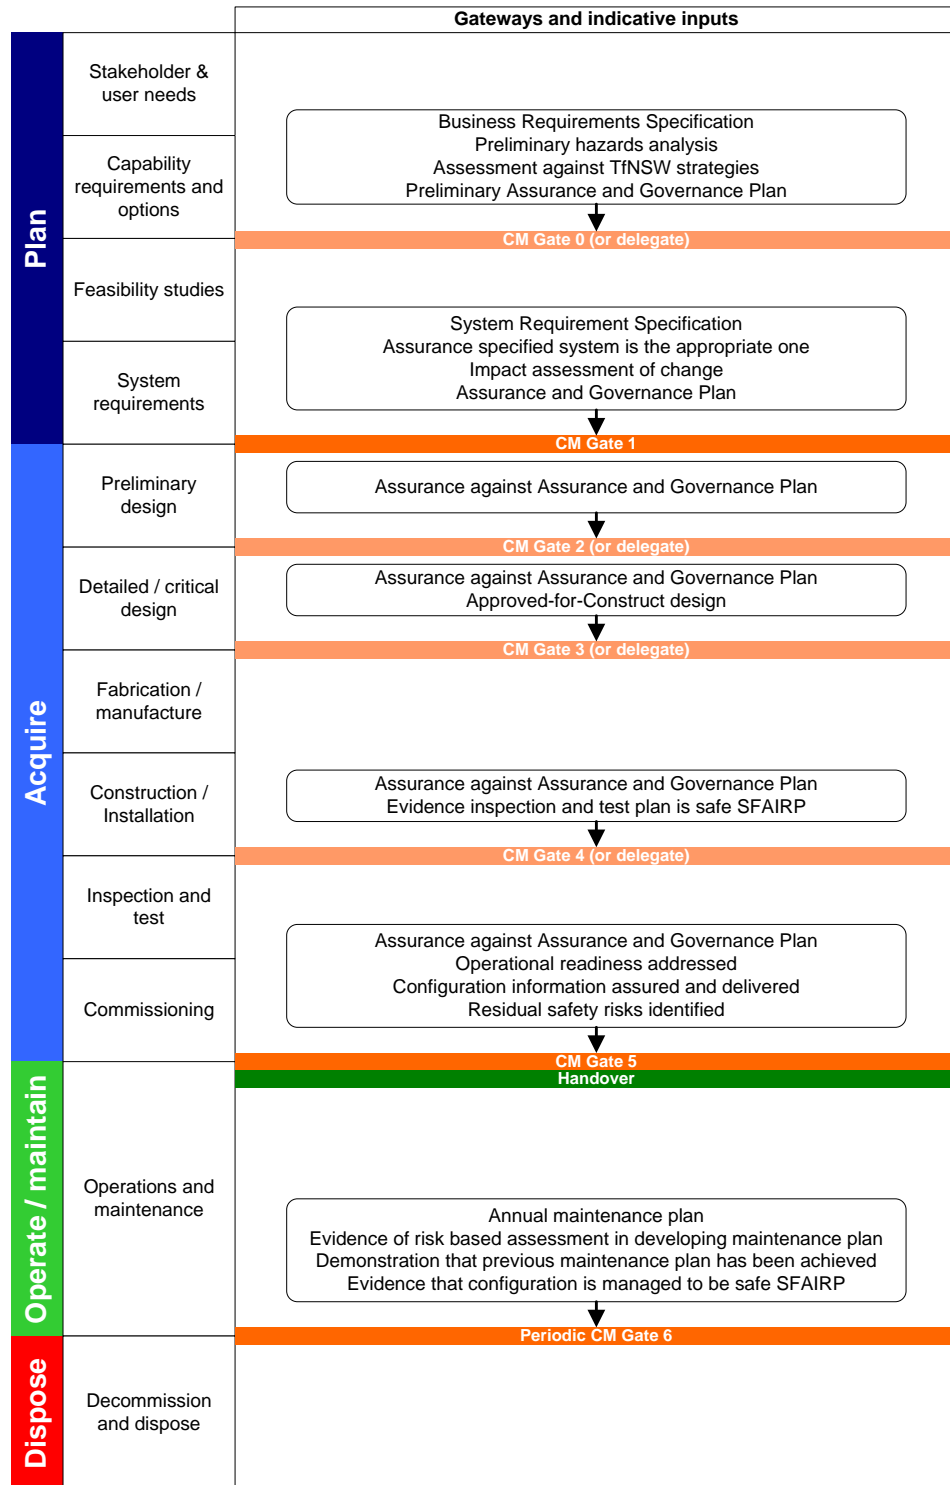 Gateways and indicative inputs
Plan
Stakeholder &
user needs
Capability
requirements and
options
Business Requirements Specification
Preliminary hazards analysis
Assessment against TfNSW strategies
Preliminary Assurance and Governance Plan
CM Gate 0 (or delegate)
Feasibility studies
System
requirements
System Requirement Specification
Assurance specified system is the appropriate one
Impact assessment of change
Assurance and Governance Plan
CM Gate 1
Acquire
Preliminary
design
Assurance against Assurance and Governance Plan
CM Gate 2 (or delegate)
Detailed / critical
design
Assurance against Assurance and Governance Plan
Approved-for-Construct design
CM Gate 3 (or delegate)
Fabrication /
manufacture
Construction /
Installation
Assurance against Assurance and Governance Plan
Evidence inspection and test plan is safe SFAIRP
CM Gate 4 (or delegate)
Inspection and
test
Commissioning
Assurance against Assurance and Governance Plan
Operational readiness addressed
Configuration information assured and delivered
Residual safety risks identified
CM Gate 5
Handover
Operate / maintain
Operations and
maintenance
Annual maintenance plan
Evidence of risk based assessment in developing maintenance plan
Demonstration that previous maintenance plan has been achieved
Evidence that configuration is managed to be safe SFAIRP
Periodic CM Gate 6
Dispose
Decommission
and dispose